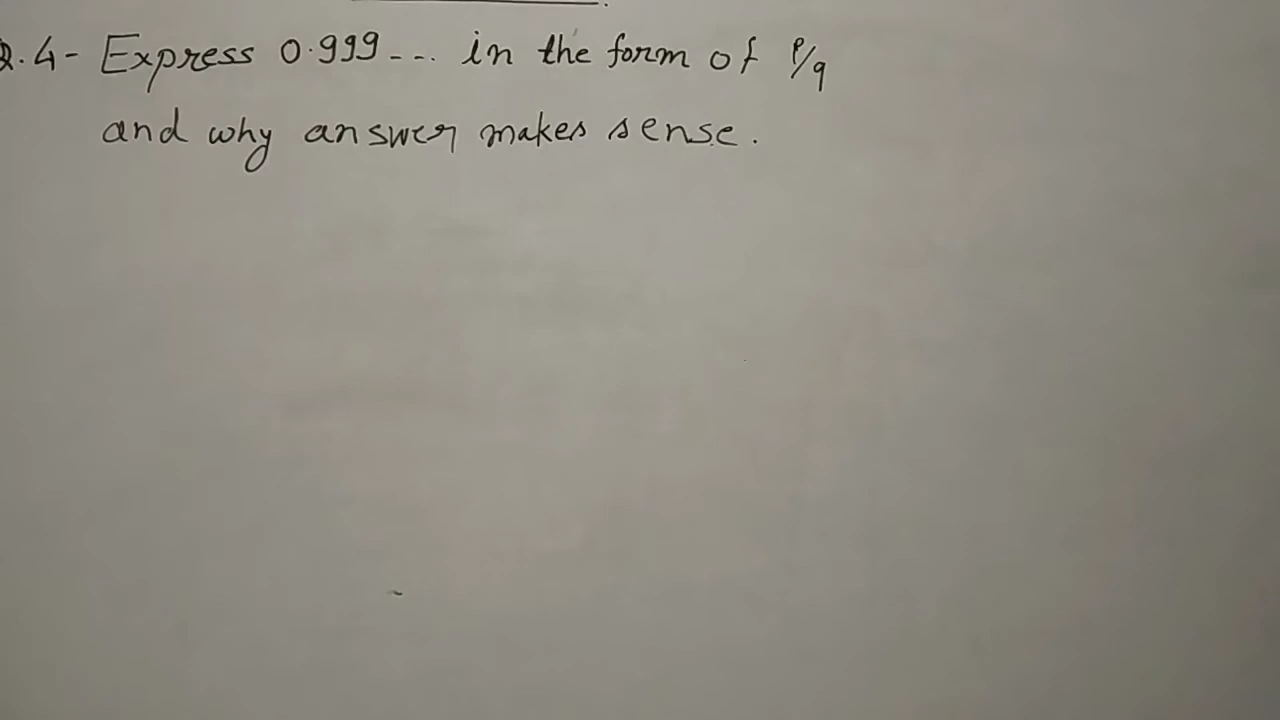 Q.4- Express 0.999--.. in the form of p/q
and why answer makes sense.